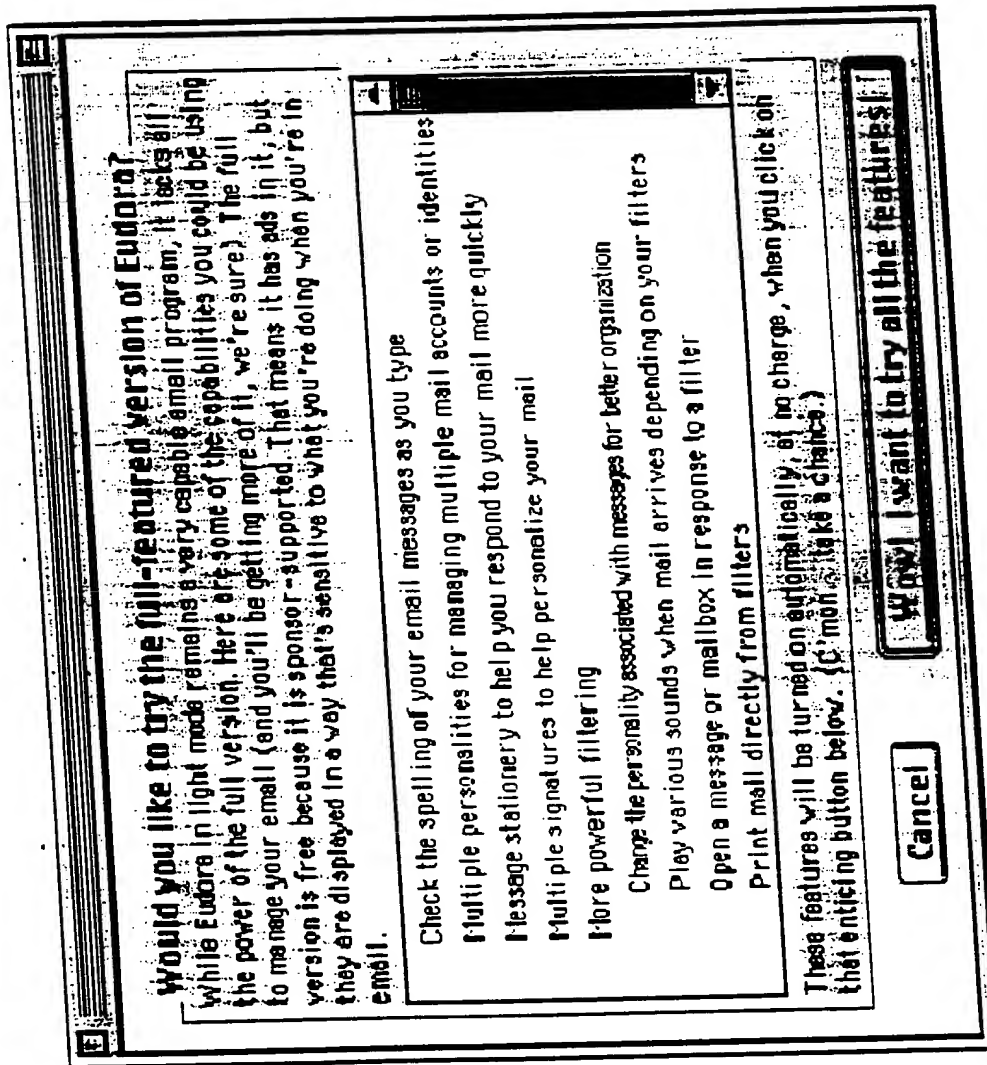 Would you like to try the full-featured version of Eudora?
While Eudora in light mode remains a very capable email program, it lacks all
the power of the full version. Here are some of the capabilities you could be using
to manage your email (and you'll be getting more of it, we're sure). The full
version is free because it is sponsor-supported. That means it has ads in it, but
they are displayed in a way that's sensitive to what you're doing when you're in
email.
Check the spelling of your email messages as you type
Multiple personalities for managing multiple mail accounts or identities
Message stationery to help you respond to your mail more quickly
Multiple signatures to help personalize your mail
More powerful filtering
Change the personality associated with messages for better organization
Play various sounds when mail arrives depending on your filters
Open a message or mailbox in response to a filter
Print mail directly from filters
These features will be turned on automatically, at no charge, when you click on
that enticing button below. (C'mon, take a chance.)
Cancel
Wow! I want to try all the features!